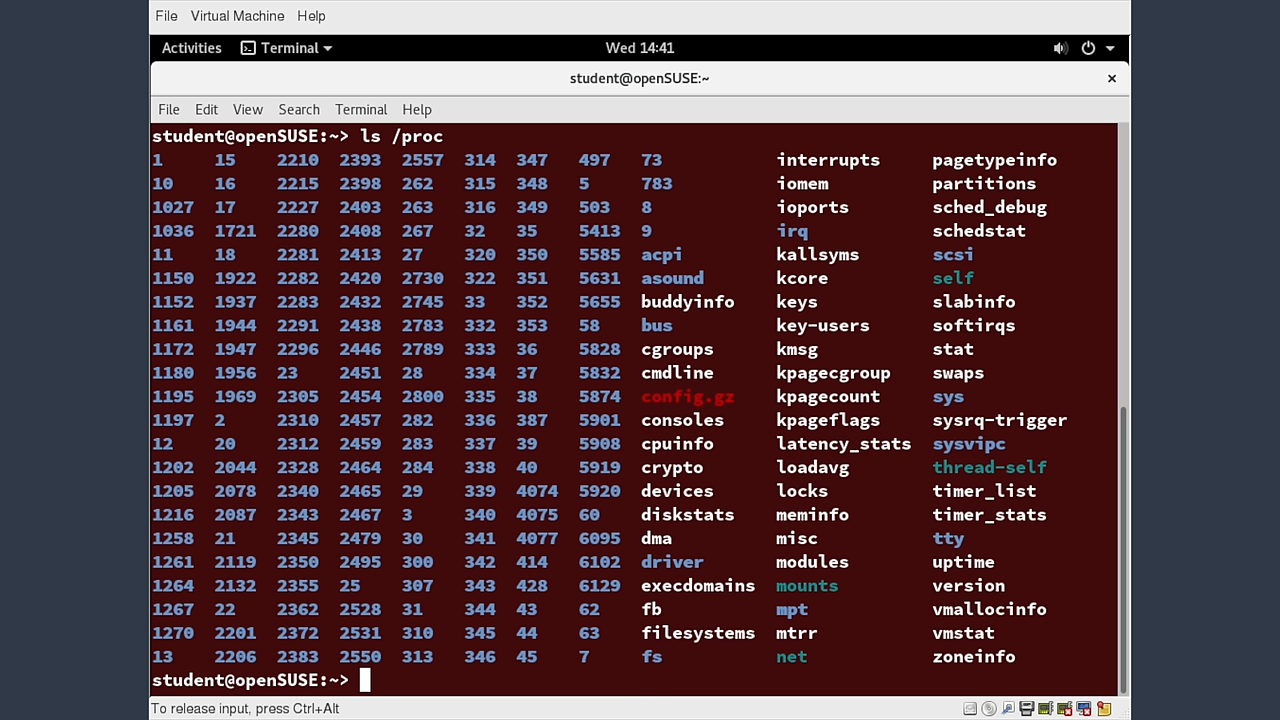 File Virtual Machine Help
Activities Terminal Wed 14:41
student@openSUSE:~ ×
File Edit View Search Terminal Help
student@openSUSE:~> ls /proc
1 15 2210 2393 2557 314 347 497 73 interrupts pagetypeinfo
10 16 2215 2398 262 315 348 5 783 iomem partitions
1027 17 2227 2403 263 316 349 503 8 ioports sched_debug
1036 1721 2280 2408 267 32 35 5413 9 irq schedstat
11 18 2281 2413 27 320 350 5585 acpi kallsyms scsi
1150 1922 2282 2420 2730 322 351 5631 asound kcore self
1152 1937 2283 2432 2745 33 352 5655 buddyinfo keys slabinfo
1161 1944 2291 2438 2783 332 353 58 bus key-users softirqs
1172 1947 2296 2446 2789 333 36 5828 cgroups kmsg stat
1180 1956 23 2451 28 334 37 5832 cmdline kpagecgroup swaps
1195 1969 2305 2454 2800 335 38 5874 config.gz kpagecount sys
1197 2 2310 2457 282 336 387 5901 consoles kpageflags sysrq-trigger
12 20 2312 2459 283 337 39 5908 cpuinfo latency_stats sysvipc
1202 2044 2328 2464 284 338 40 5919 crypto loadavg thread-self
1205 2078 2340 2465 29 339 4074 5920 devices locks timer_list
1216 2087 2343 2467 3 340 4075 60 diskstats meminfo timer_stats
1258 21 2345 2479 30 341 4077 6095 dma misc tty
1261 2119 2350 2495 300 342 414 6102 driver modules uptime
1264 2132 2355 25 307 343 428 6129 execdomains mounts version
1267 22 2362 2528 31 344 43 62 fb mpt vmallocinfo
1270 2201 2372 2531 310 345 44 63 filesystems mtrr vmstat
13 2206 2383 2550 313 346 45 7 fs net zoneinfo
student@openSUSE:~>
To release input, press Ctrl+Alt